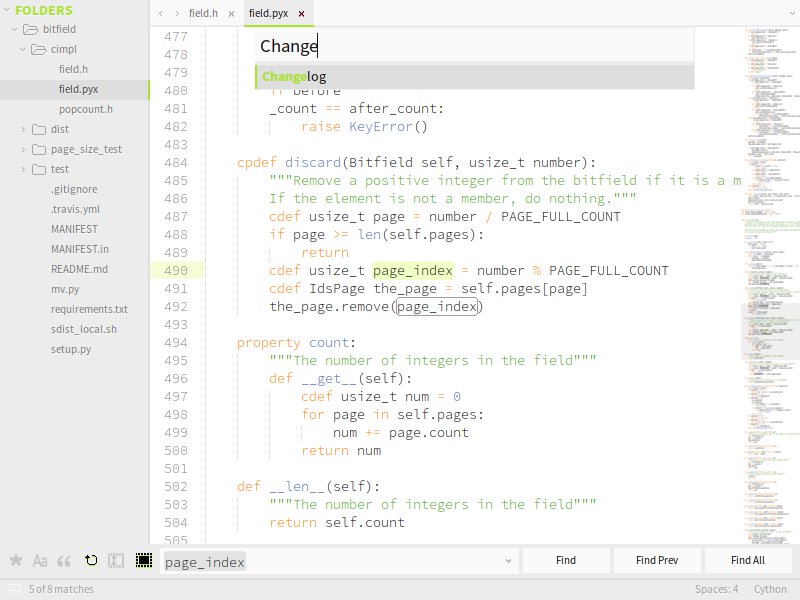 FOLDERS
bitfield
cimpl
field.h
field.pyx
popcount.h
dist
page_size_test
test
.gitignore
.travis.yml
MANIFEST
MANIFEST.in
README.md
mv.py
requirements.txt
sdist_local.sh
setup.py
field.h ×
field.pyx ×
Change
Changelog
477
478
479
480 if before
481 _count == after_count:
482 raise KeyError()
483
484 cpdef discard(Bitfield self, usize_t number):
485 """Remove a positive integer from the bitfield if it is a m
486 If the element is not a member, do nothing."""
487 cdef usize_t page = number / PAGE_FULL_COUNT
488 if page >= len(self.pages):
489 return
490 cdef usize_t page_index = number % PAGE_FULL_COUNT
491 cdef IdsPage the_page = self.pages[page]
492 the_page.remove(page_index)
493
494 property count:
495 """The number of integers in the field"""
496 def __get__(self):
497 cdef usize_t num = 0
498 for page in self.pages:
499 num += page.count
500 return num
501
502 def __len__(self):
503 """The number of integers in the field"""
504 return self.count
505
Aa page_index Find Find Prev Find All
5 of 8 matches Spaces: 4 Cython